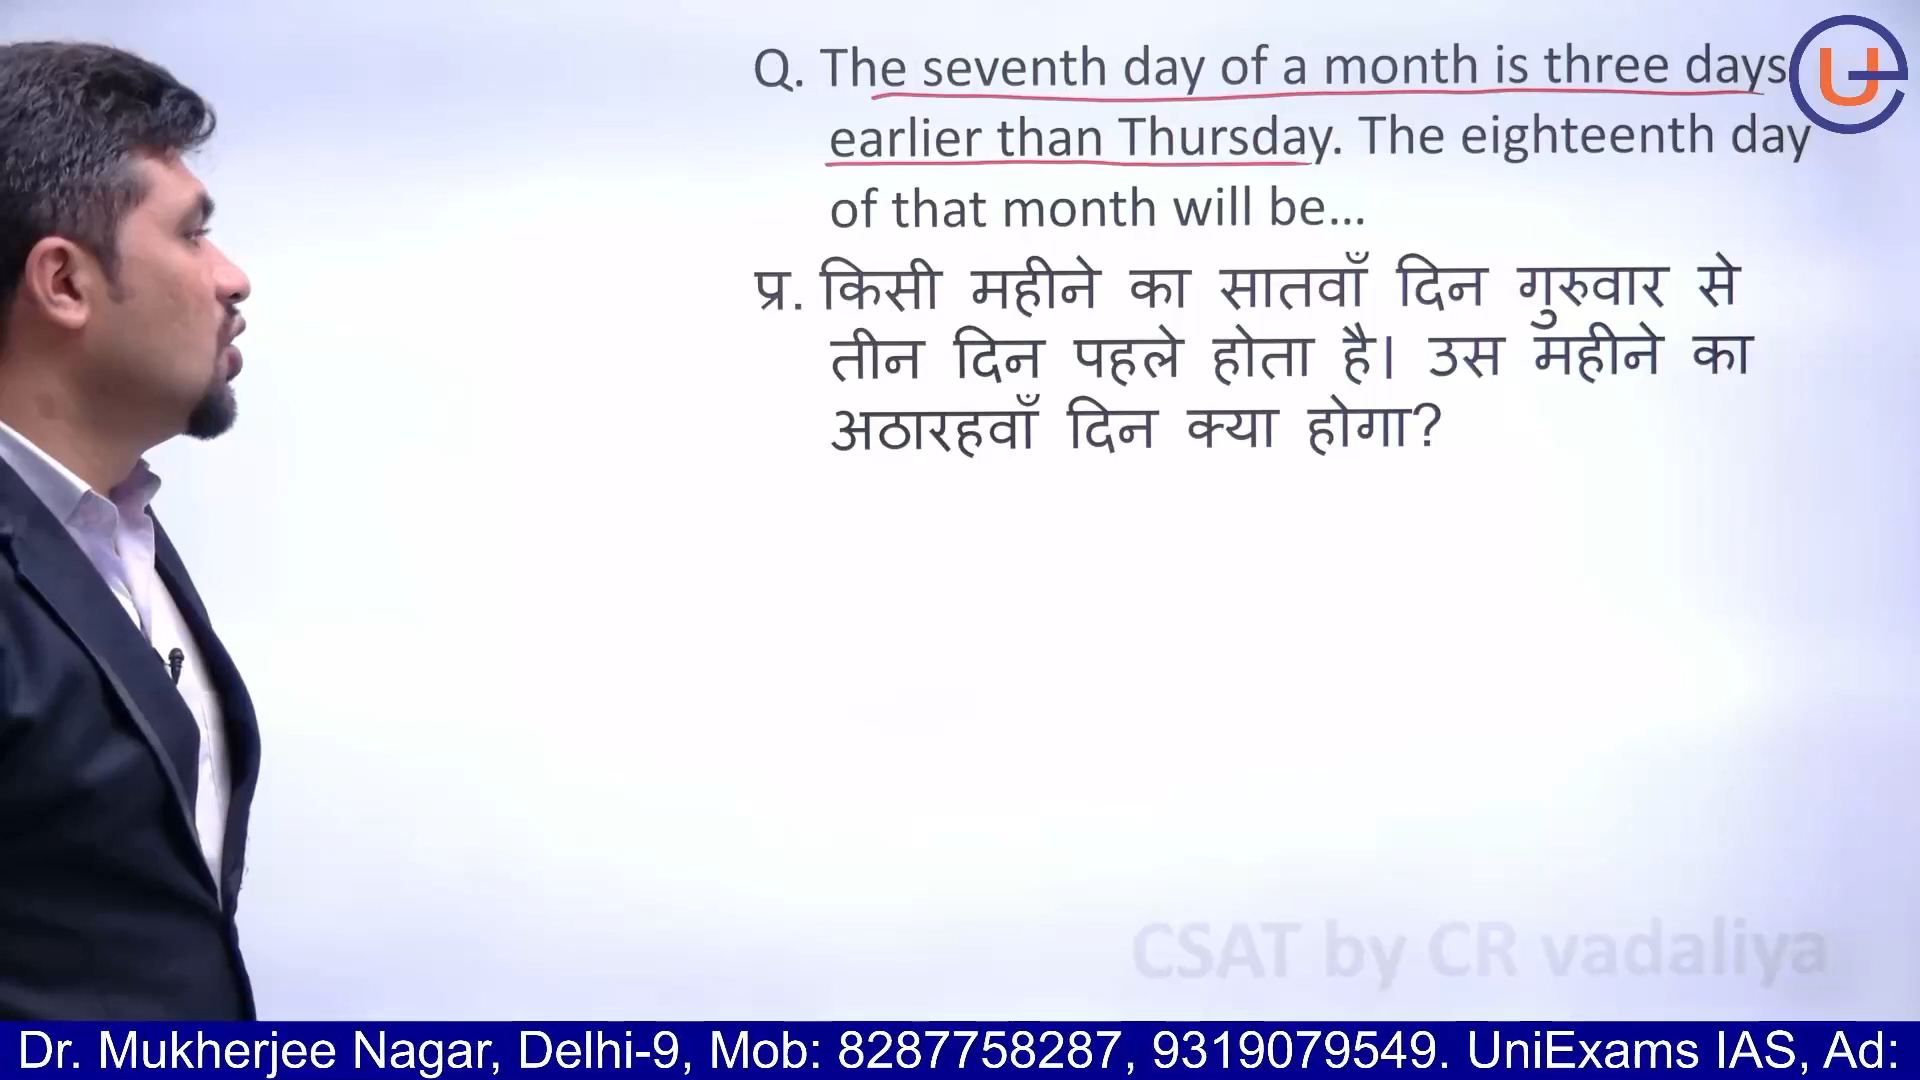 Q. The seventh day of a month is three days
earlier than Thursday. The eighteenth day
of that month will be...
प्र. किसी महीने का सातवाँ दिन गुरुवार से
तीन दिन पहले होता है। उस महीने का
अठारहवाँ दिन क्या होगा?
CSAT by CR vadaliya
Dr. Mukherjee Nagar, Delhi-9, Mob: 8287758287, 9319079549. UniExams IAS, Ad: